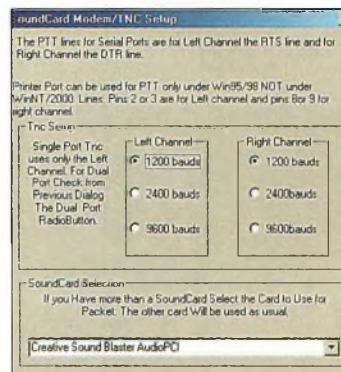 oundCard Modem/TNC Setup
The PTT lines for Serial Ports are for Left Channel the RTS line and for
Right Channel the DTR line.
Printer Port can be used for PTT only under Win95/98 NOT under
WinNT/2000. Lines: Pins 2 or 3 are for Left channel and pins 8or 9 for
right channel.
Tnc Setup
Single Port Tnc
uses only the Left
Channel. For Dual
Port Check from
Previous Dialog
The Dual Port
RadioButton.
Left Channel
1200 bauds
2400 bauds
9600 bauds
Right Channel
1200 bauds
2400bauds
9600bauds
SoundCard Selection
If you Have more than a SoundCard Select the Card to Use for
Packet. The other card Will be used as usual.
Creative Sound Blaster AudioPCI